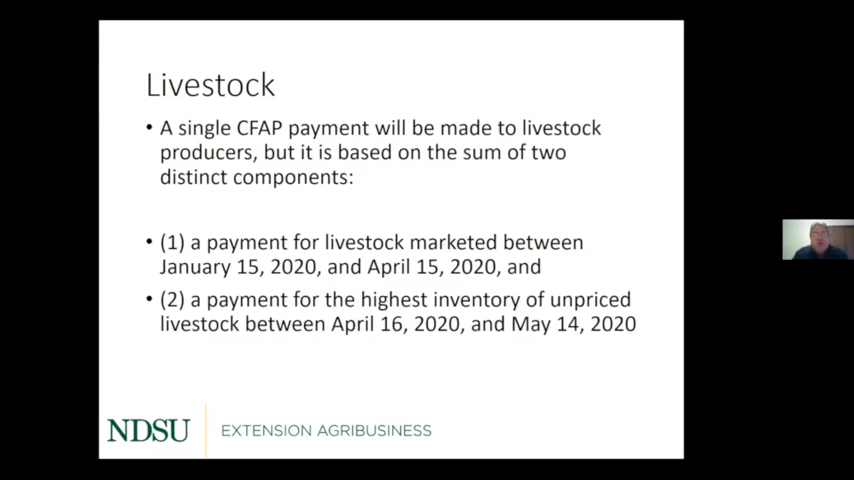 Livestock
• A single CFAP payment will be made to livestock
producers, but it is based on the sum of two
distinct components:
• (1) a payment for livestock marketed between
January 15, 2020, and April 15, 2020, and
• (2) a payment for the highest inventory of unpriced
livestock between April 16, 2020, and May 14, 2020
NDSU EXTENSION AGRIBUSINESS